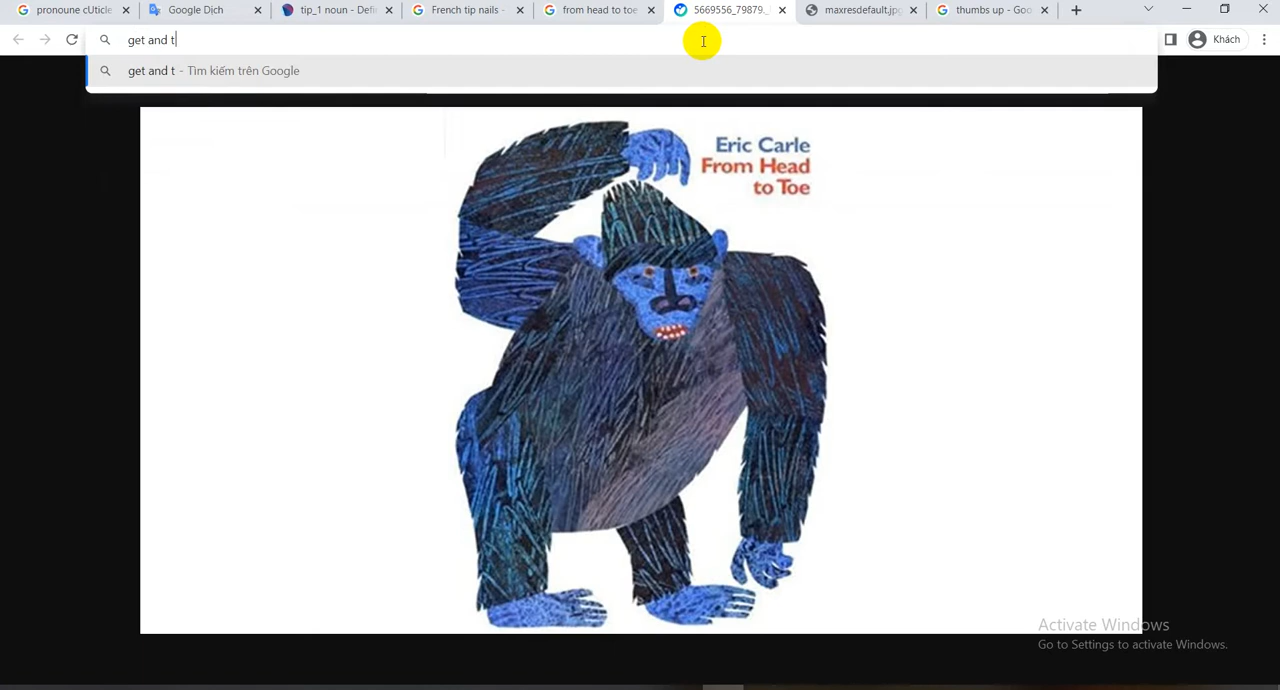 pronoune cUticle
Google Dịch
tip_1 noun - Defi
French tip nails -
from head to toe
5669556_79879...
maxresdefault.jpg
thumbs up - Goo
get and t
Khách
get and t - Tìm kiếm trên Google
Eric Carle
From Head
to Toe
Activate Windows
Go to Settings to activate Windows.